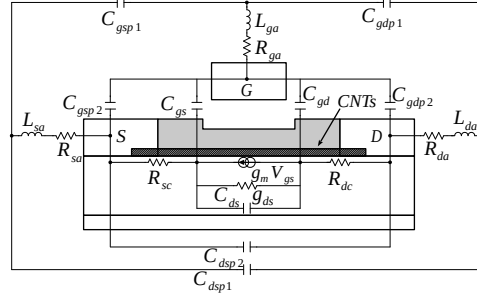 C_gsp1 L_ga C_gdp1
R_ga
G
C_gsp2 C_gs C_gd CNTs C_gdp2
L_sa S D L_da
R_sa R_da
R_sc g_m V_gs R_dc
C_ds g_ds
C_dsp2
C_dsp1